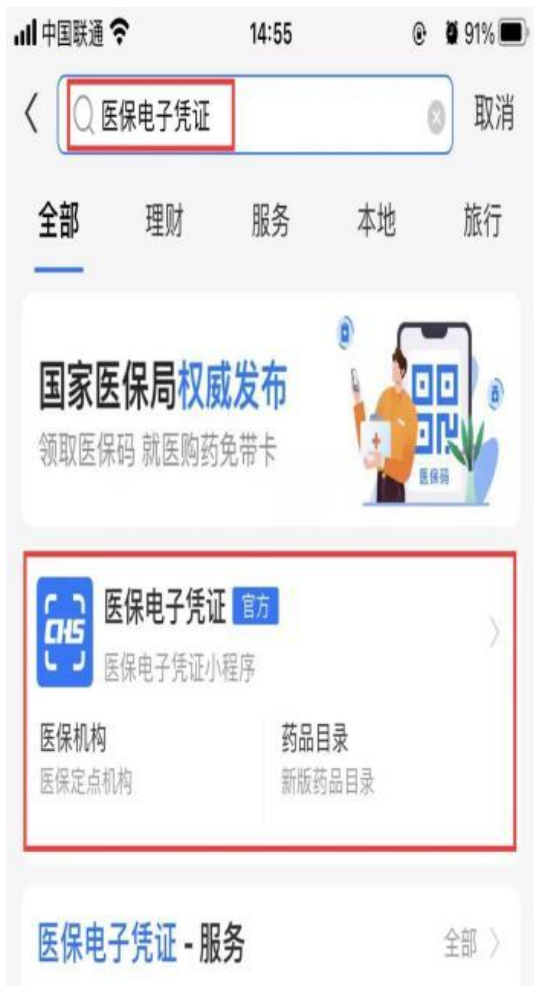 中国联通 14:55 91%
医保电子凭证 取消
全部 理财 服务 本地 旅行
国家医保局权威发布
领取医保码 就医购药免带卡
医保码
CHS
医保电子凭证 官方
医保电子凭证小程序
医保机构 药品目录
医保定点机构 新版药品目录
医保电子凭证 - 服务 全部